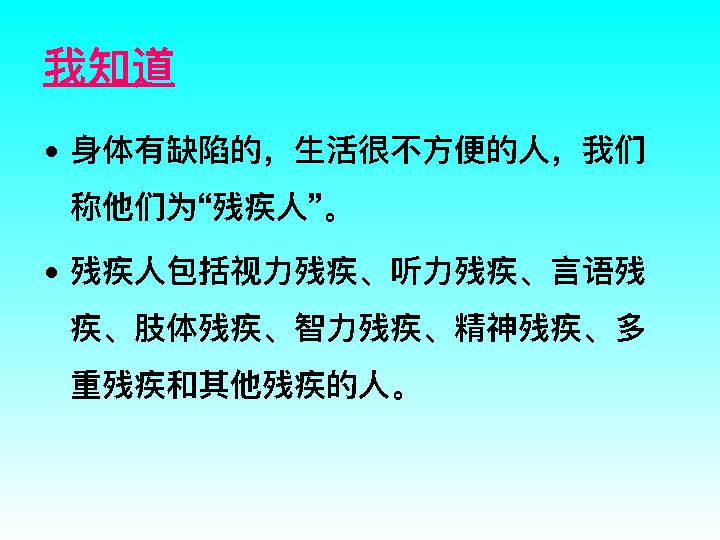 我知道
• 身体有缺陷的，生活很不方便的人，我们
称他们为“残疾人”。
• 残疾人包括视力残疾、听力残疾、言语残
疾、肢体残疾、智力残疾、精神残疾、多
重残疾和其他残疾的人。